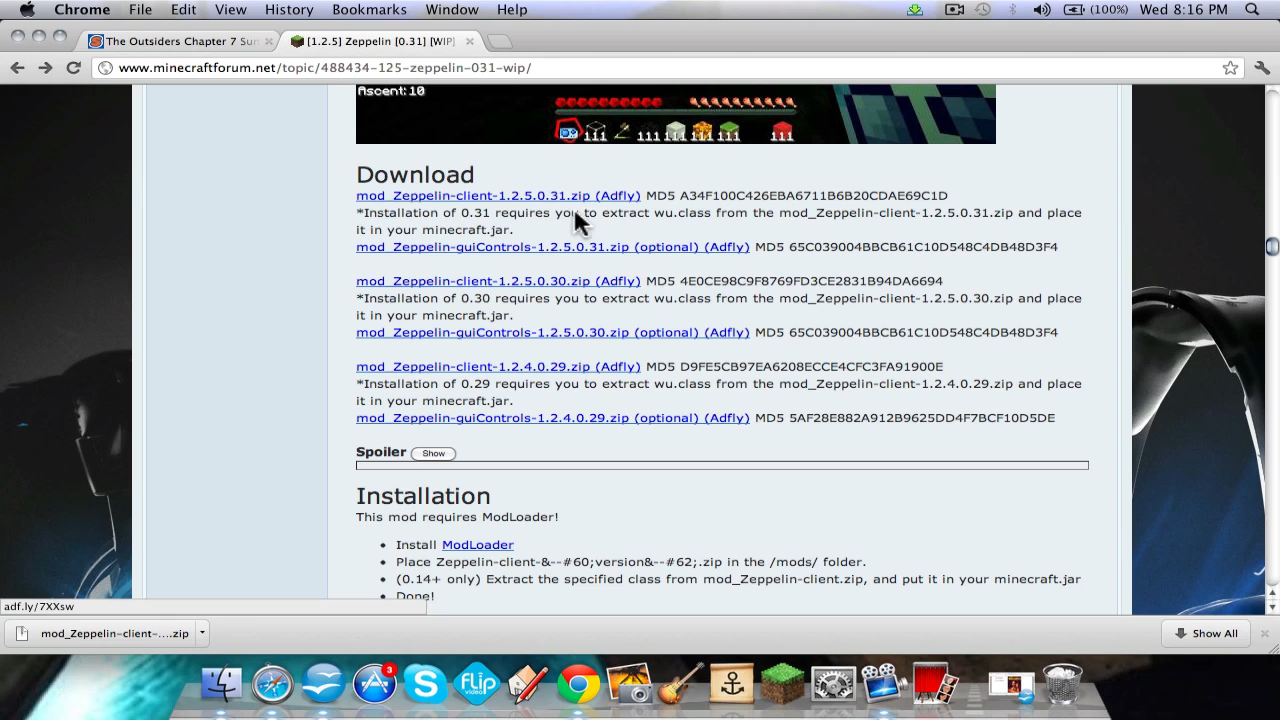 Chrome File Edit View History Bookmarks Window Help (100%) Wed 8:16 PM
The Outsiders Chapter 7 Sun
[1.2.5] Zeppelin [0.31] [WIP]
www.minecraftforum.net/topic/488434-125-zeppelin-031-wip/
Ascent:10
111 111 111 111 111 111 111
Download
mod_Zeppelin-client-1.2.5.0.31.zip (Adfly) MD5 A34F100C426EBA6711B6B20CDAE69C1D
*Installation of 0.31 requires you to extract wu.class from the mod_Zeppelin-client-1.2.5.0.31.zip and place
it in your minecraft.jar.
mod_Zeppelin-guiControls-1.2.5.0.31.zip (optional) (Adfly) MD5 65C039004BBCB61C10D548C4DB48D3F4
mod_Zeppelin-client-1.2.5.0.30.zip (Adfly) MD5 4E0CE98C9F8769FD3CE2831B94DA6694
*Installation of 0.30 requires you to extract wu.class from the mod_Zeppelin-client-1.2.5.0.30.zip and place
it in your minecraft.jar.
mod_Zeppelin-guiControls-1.2.5.0.30.zip (optional) (Adfly) MD5 65C039004BBCB61C10D548C4DB48D3F4
mod_Zeppelin-client-1.2.4.0.29.zip (Adfly) MD5 D9FE5CB97EA6208ECCE4CFC3FA91900E
*Installation of 0.29 requires you to extract wu.class from the mod_Zeppelin-client-1.2.4.0.29.zip and place
it in your minecraft.jar.
mod_Zeppelin-guiControls-1.2.4.0.29.zip (optional) (Adfly) MD5 5AF28E882A912B9625DD4F7BCF10D5DE
Spoiler Show
Installation
This mod requires ModLoader!
• Install ModLoader
• Place Zeppelin-client-&--#60;version&--#62;.zip in the /mods/ folder.
• (0.14+ only) Extract the specified class from mod_Zeppelin-client.zip, and put it in your minecraft.jar
• Done!
adf.ly/7XXsw
mod_Zeppelin-client-....zip
Show All
3
flip
video